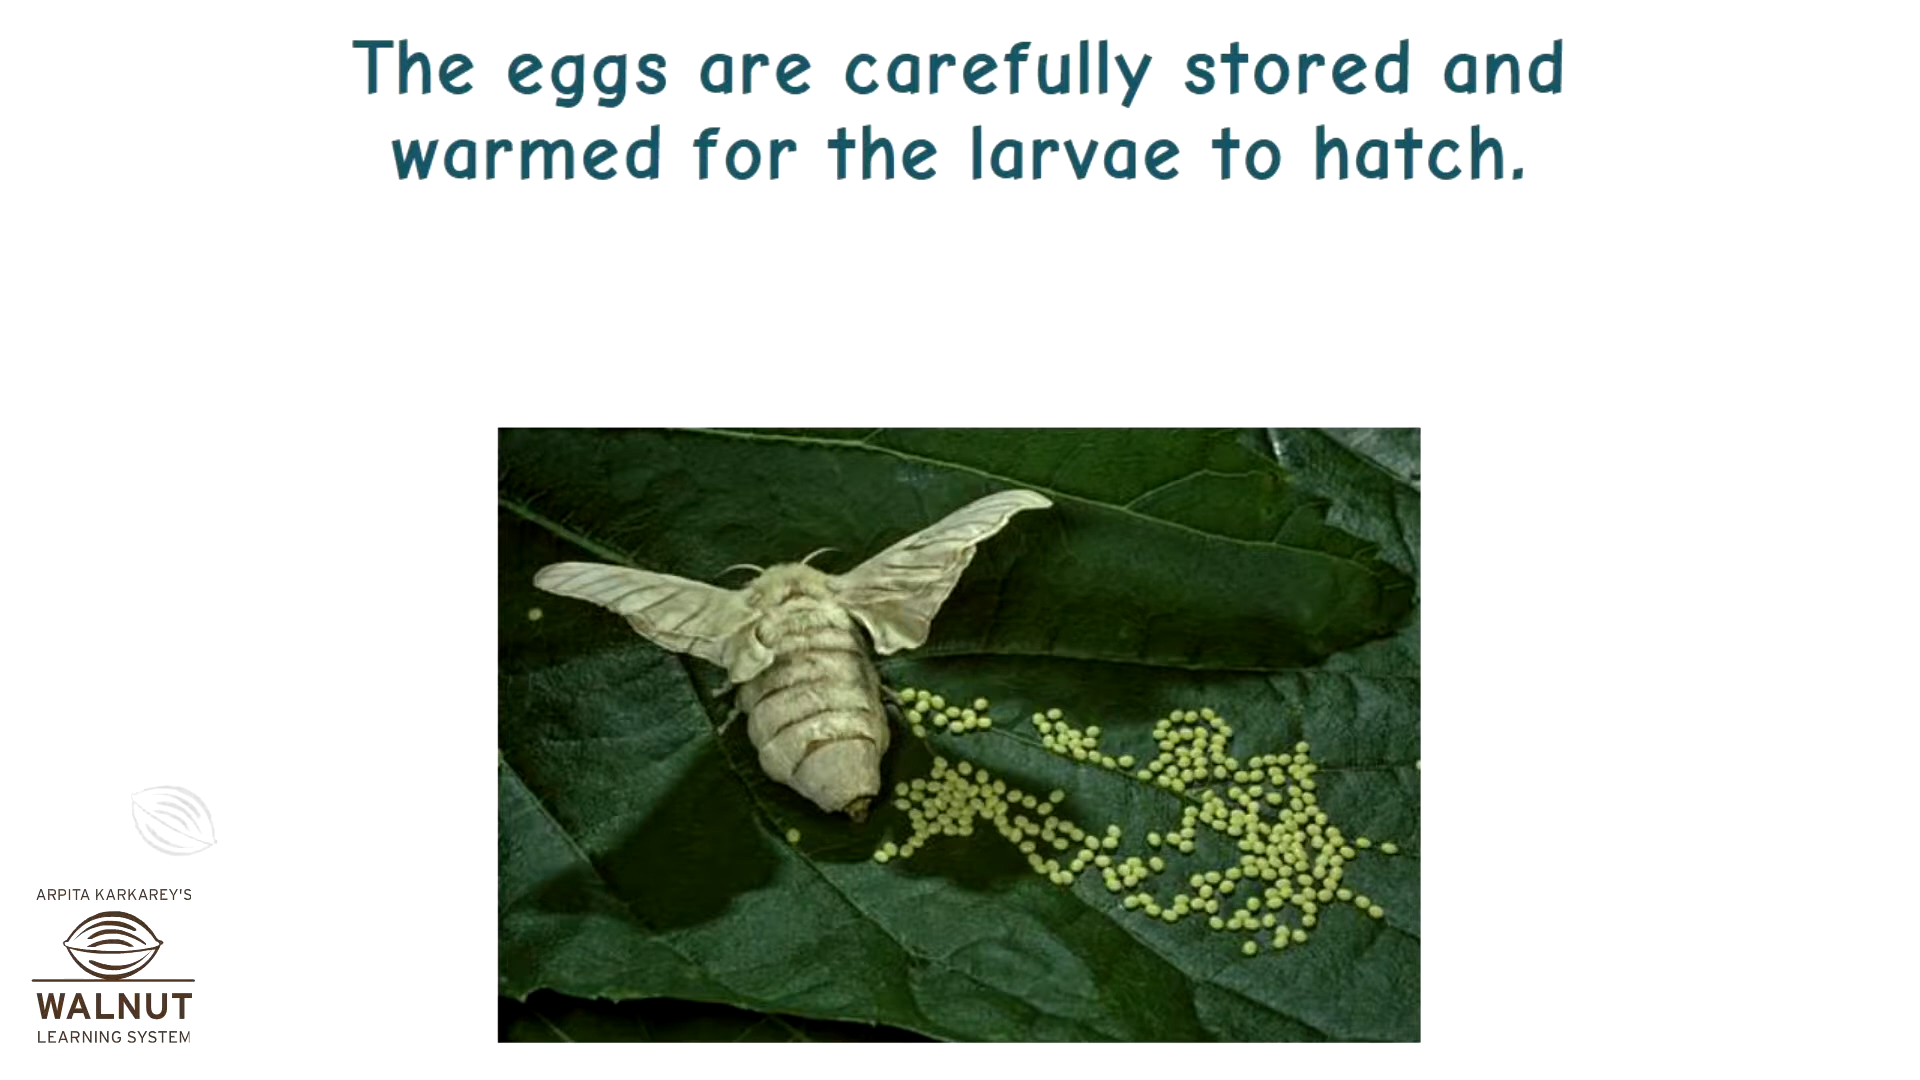 The eggs are carefully stored and
warmed for the larvae to hatch.
ARPITA KARKAREY'S
WALNUT
LEARNING SYSTEM